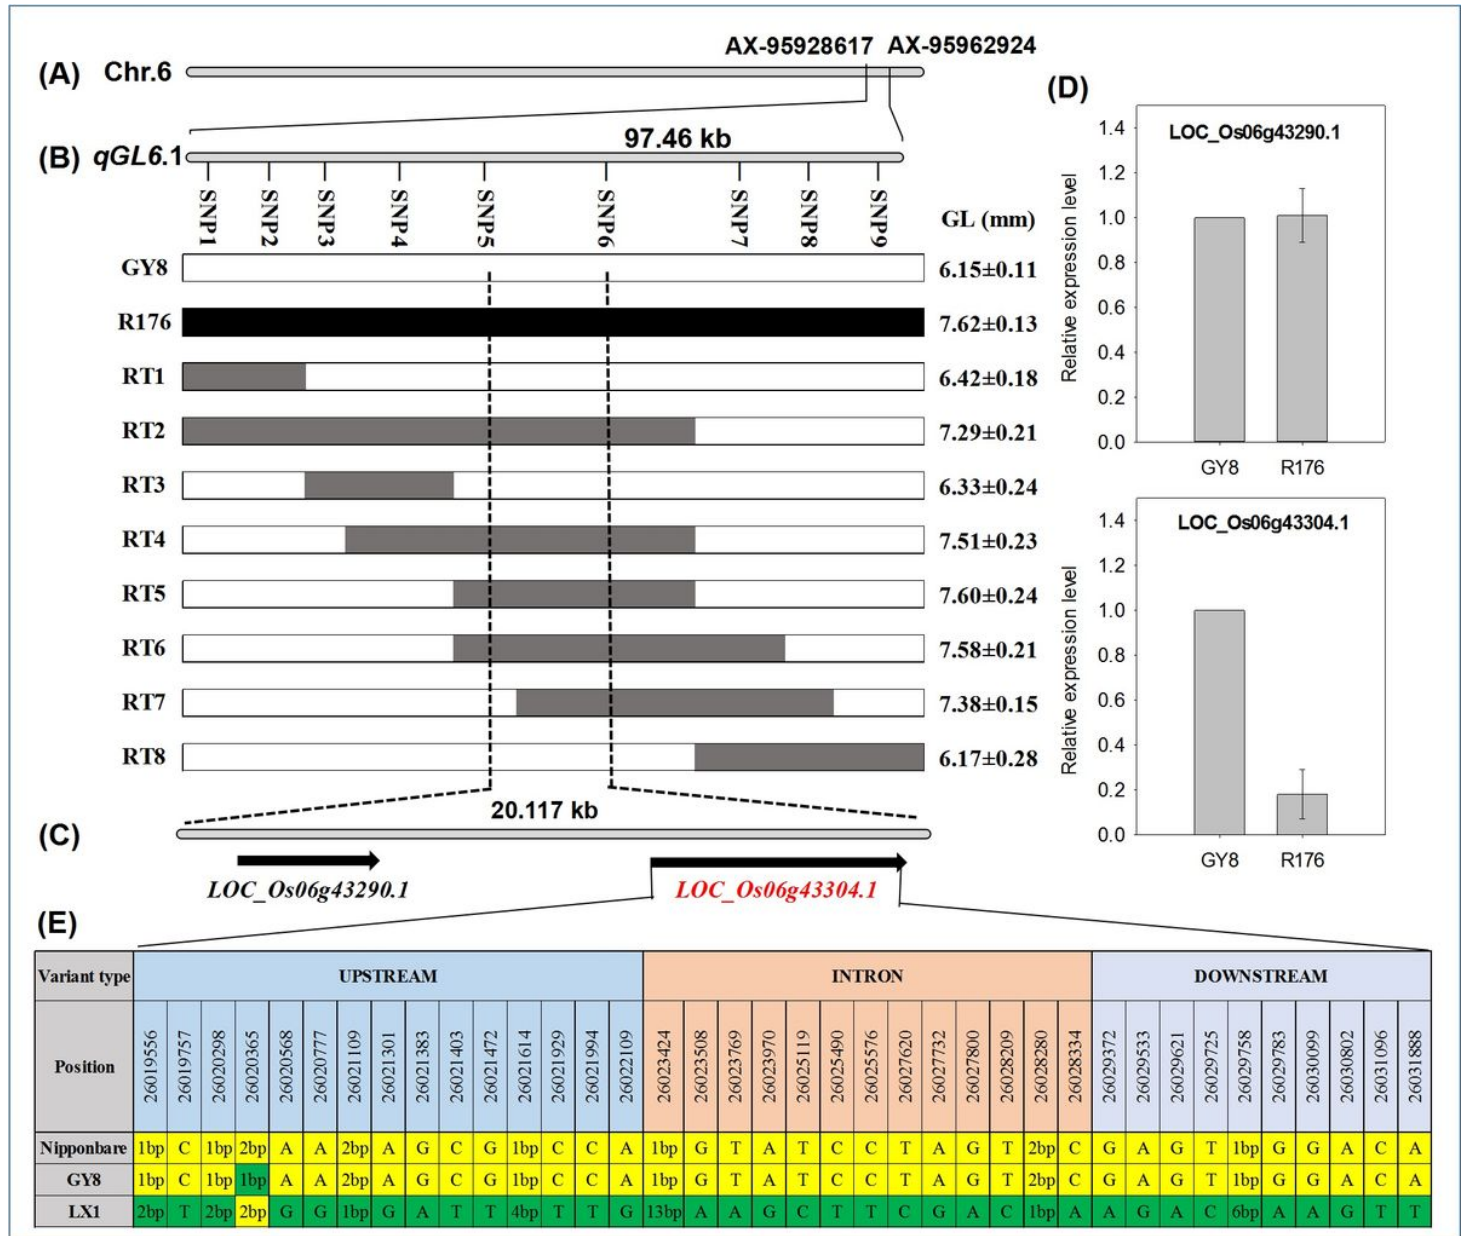 AX-95928617 AX-95962924
(A) Chr.6
97.46 kb
(B) qGL6.1
SNP1 SNP2 SNP3 SNP4 SNP5 SNP6 SNP7 SNP8 SNP9
GL (mm)
GY8 6.15±0.11
R176 7.62±0.13
RT1 6.42±0.18
RT2 7.29±0.21
RT3 6.33±0.24
RT4 7.51±0.23
RT5 7.60±0.24
RT6 7.58±0.21
RT7 7.38±0.15
RT8 6.17±0.28
20.117 kb
(C)
LOC_Os06g43290.1
LOC_Os06g43304.1
(D)
LOC_Os06g43290.1
Relative expression level
1.4
1.2
1.0
0.8
0.6
0.4
0.2
0.0
GY8 R176
LOC_Os06g43304.1
Relative expression level
1.4
1.2
1.0
0.8
0.6
0.4
0.2
0.0
GY8 R176
(E)
Variant type UPSTREAM INTRON DOWNSTREAM
Position 26019556 26019757 26020298 26020365 26020568 26020777 26021109 26021301 26021383 26021403 26021472 26021614 26021929 26021994 26022109 26023424 26023508 26023769 26023970 26025119 26025490 26025576 26027620 26027732 26027800 26028209 26028280 26028334 26029372 26029533 26029621 26029725 26029758 26029783 26030099 26030802 26031096 26031888
Nipponbare 1bp C 1bp 2bp A A 2bp A G C G 1bp C C A 1bp G T A T C C T A G T 2bp C G A G T 1bp G G A C A
GY8 1bp C 1bp 1bp A A 2bp A G C G 1bp C C A 1bp G T A T C C T A G T 2bp C G A G T 1bp G G A C A
LX1 2bp T 2bp 2bp G G 1bp G A T T 4bp T T G 13bp A A G C T T C G A C 1bp A A G A C 6bp A A G T T